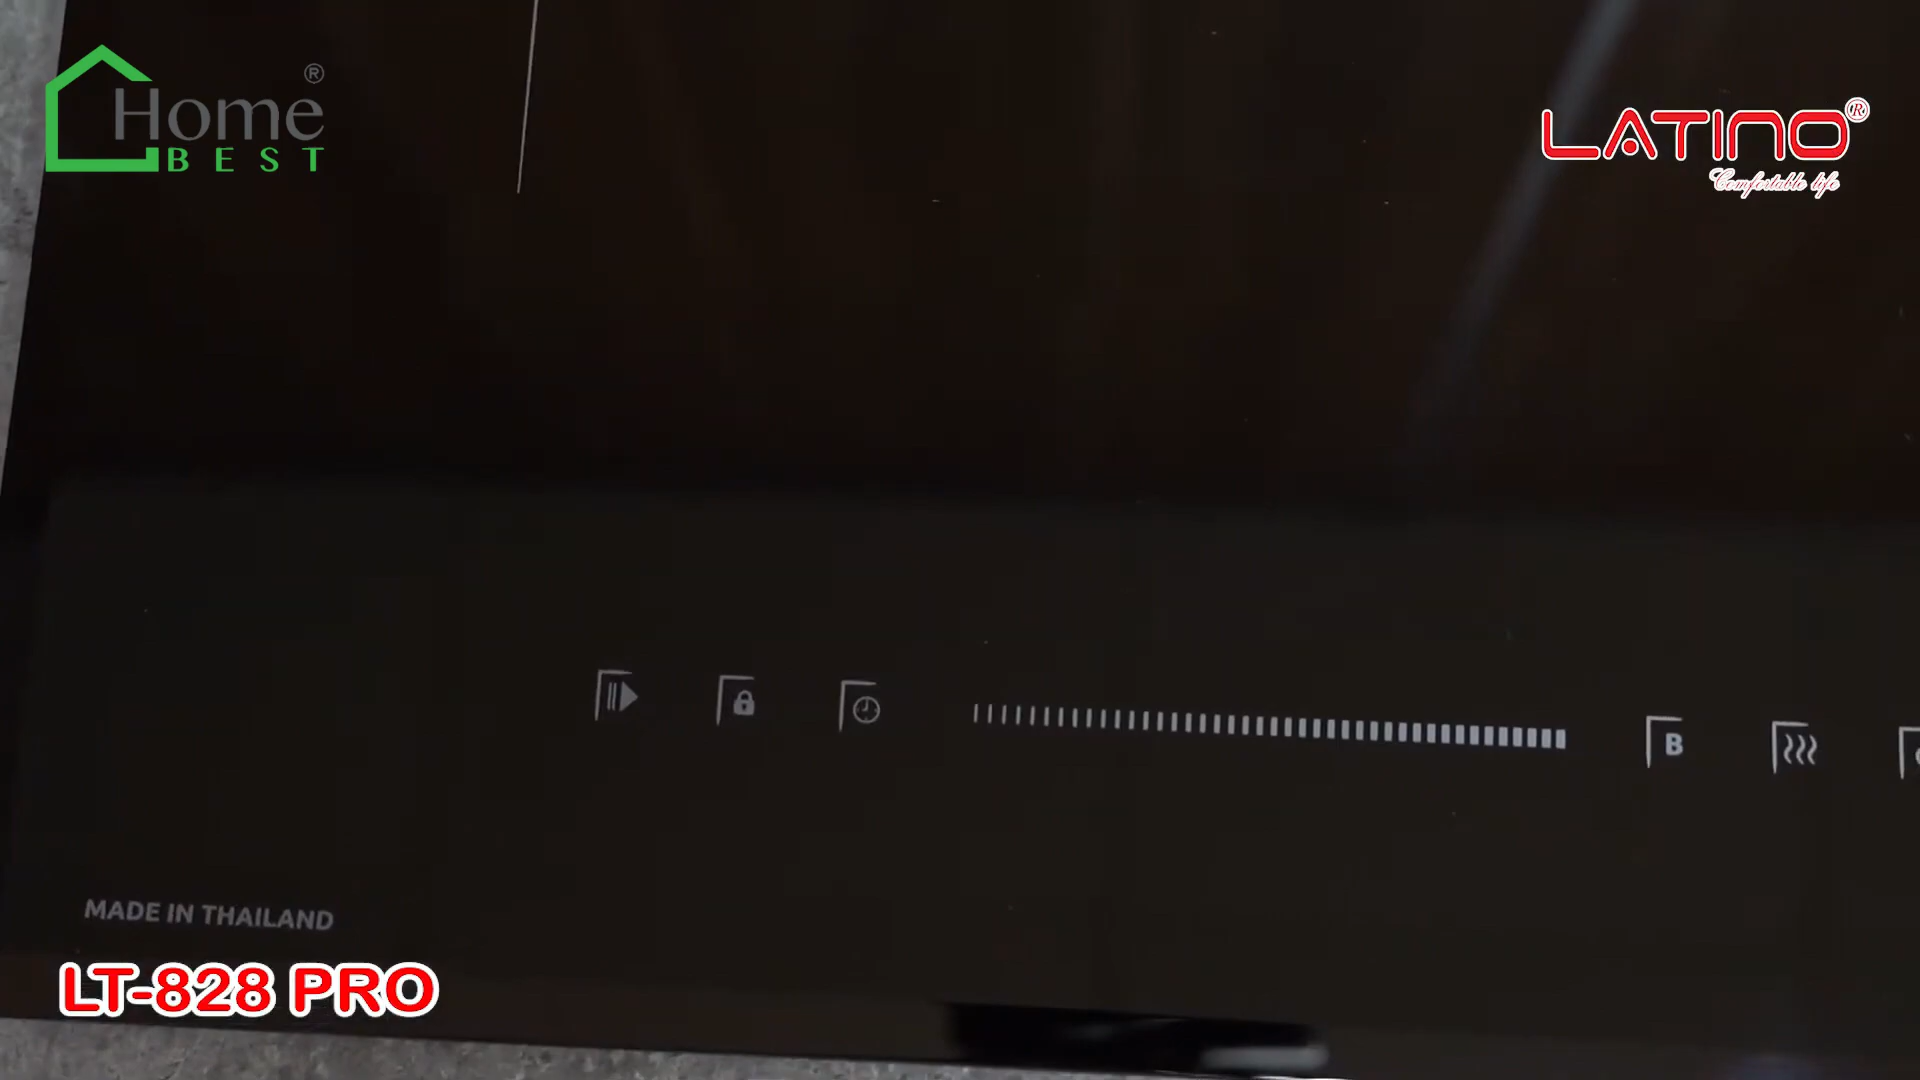 Home®
BEST
LATINO®
Comfortable life
B
MADE IN THAILAND
LT-828 PRO